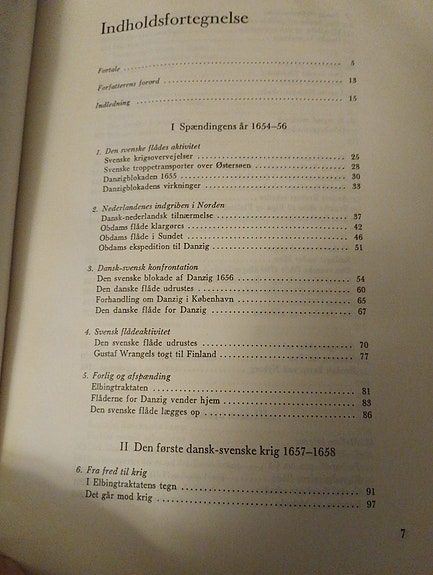 Indholdsfortegnelse
Fortale ........ 5
Forfatterens forord ........ 13
Indledning ........ 15
I Spændingens år 1654–56
1. Den svenske flådes aktivitet
Svenske krigsovervejelser ........ 25
Svenske troppetransporter over Østersøen ........ 28
Danzigblokaden 1655 ........ 30
Danzigblokadens virkninger ........ 33
2. Nederlandenes indgriben i Norden
Dansk-nederlandsk tilnærmelse ........ 37
Obdams flåde klargøres ........ 42
Obdams flåde i Sundet ........ 46
Obdams ekspedition til Danzig ........ 51
3. Dansk-svensk konfrontation
Den svenske blokade af Danzig 1656 ........ 54
Den danske flåde udrustes ........ 60
Forhandling om Danzig i København ........ 65
Den danske flåde for Danzig ........ 67
4. Svensk flådeaktivitet
Den svenske flåde udrustes ........ 70
Gustaf Wrangels togt til Finland ........ 77
5. Forlig og afspænding
Elbingtraktaten ........ 81
Flåderne for Danzig vender hjem ........ 83
Den svenske flåde lægges op ........ 86
II Den første dansk-svenske krig 1657–1658
6. Fra fred til krig
I Elbingtraktatens tegn ........ 91
Det går mod krig ........ 97
7